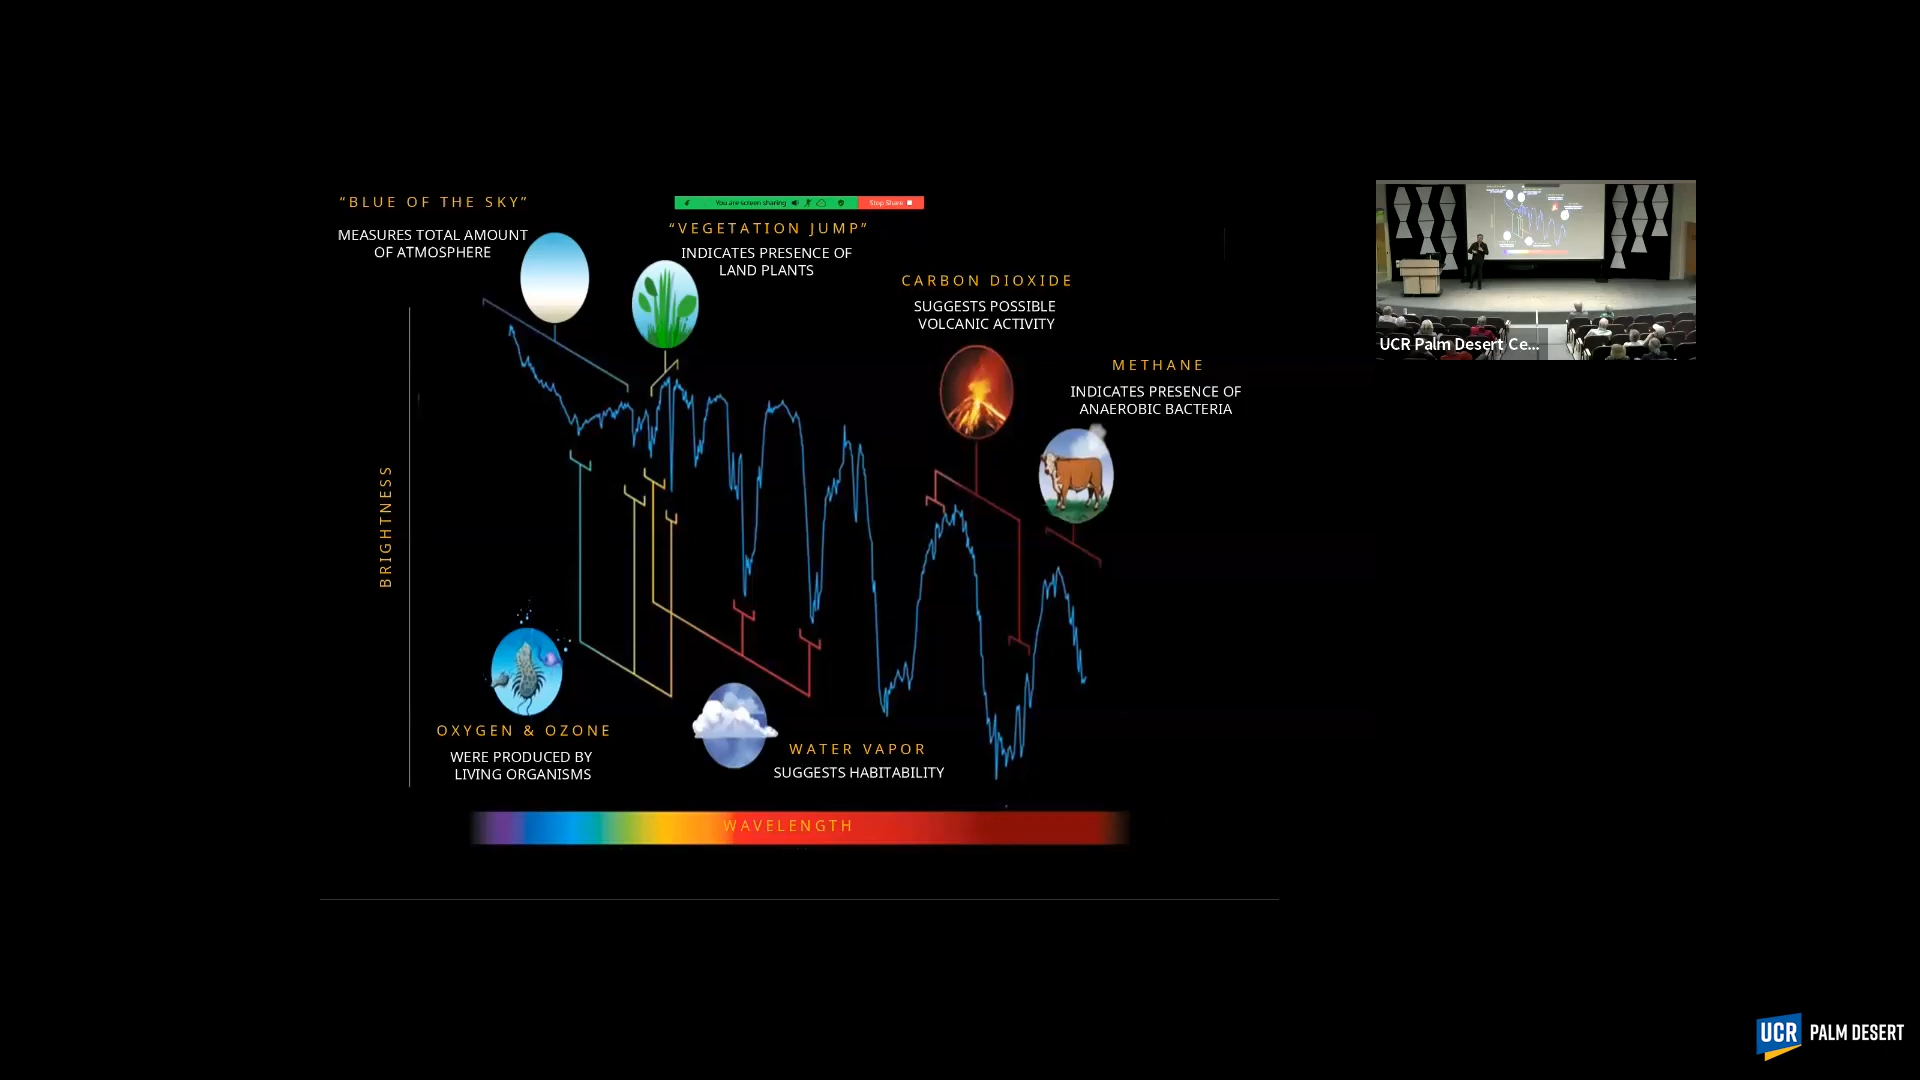 “BLUE OF THE SKY”
MEASURES TOTAL AMOUNT
OF ATMOSPHERE
You are screen sharing
Stop Share
“VEGETATION JUMP”
INDICATES PRESENCE OF
LAND PLANTS
CARBON DIOXIDE
SUGGESTS POSSIBLE
VOLCANIC ACTIVITY
METHANE
INDICATES PRESENCE OF
ANAEROBIC BACTERIA
BRIGHTNESS
OXYGEN & OZONE
WERE PRODUCED BY
LIVING ORGANISMS
WATER VAPOR
SUGGESTS HABITABILITY
WAVELENGTH
UCR Palm Desert Ce...
UCR PALM DESERT